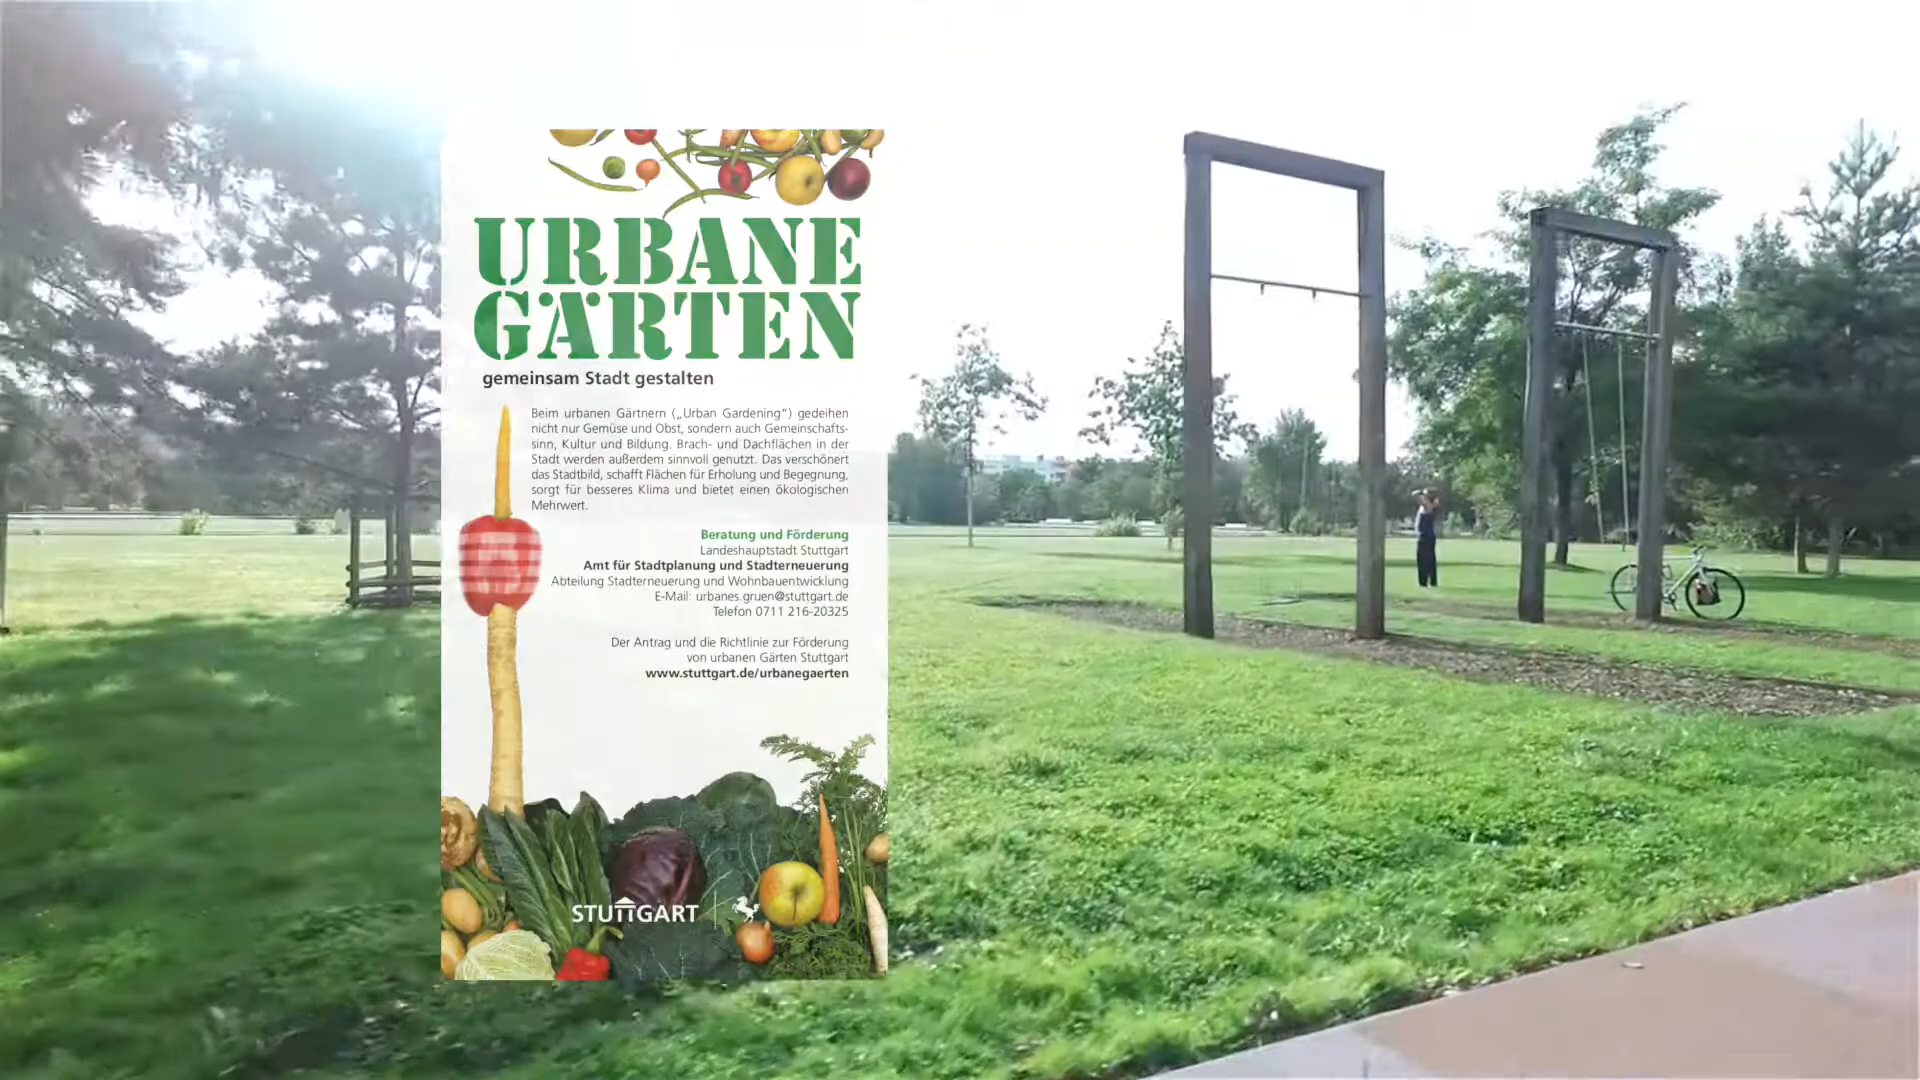 URBANE
GÄRTEN
gemeinsam Stadt gestalten
Beim urbanen Gärtnern („Urban Gardening“) gedeihen
nicht nur Gemüse und Obst, sondern auch Gemeinschafts-
sinn, Kultur und Bildung. Brach- und Dachflächen in der
Stadt werden außerdem sinnvoll genutzt. Das verschönert
das Stadtbild, schafft Flächen für Erholung und Begegnung,
sorgt für besseres Klima und bietet einen ökologischen
Mehrwert.
Beratung und Förderung
Landeshauptstadt Stuttgart
Amt für Stadtplanung und Stadterneuerung
Abteilung Stadterneuerung und Wohnbauentwicklung
E-Mail: urbanes.gruen@stuttgart.de
Telefon 0711 216-20325
Der Antrag und die Richtlinie zur Förderung
von urbanen Gärten Stuttgart
www.stuttgart.de/urbanegaerten
STUTTGART